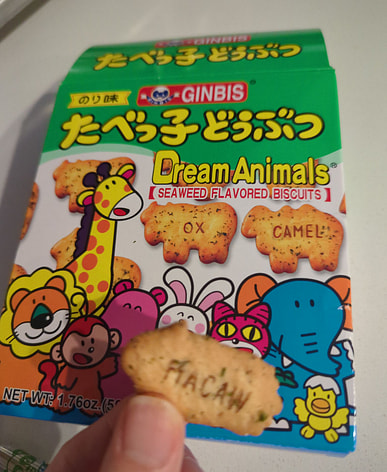 GINBIS
たべっ子どうぶつ
のり味
GINBIS®
たべっ子どうぶつ
Dream Animals®
【SEAWEED FLAVORED BISCUITS】
OX
CAMEL
MACAW
NET WT: 1.76oz.